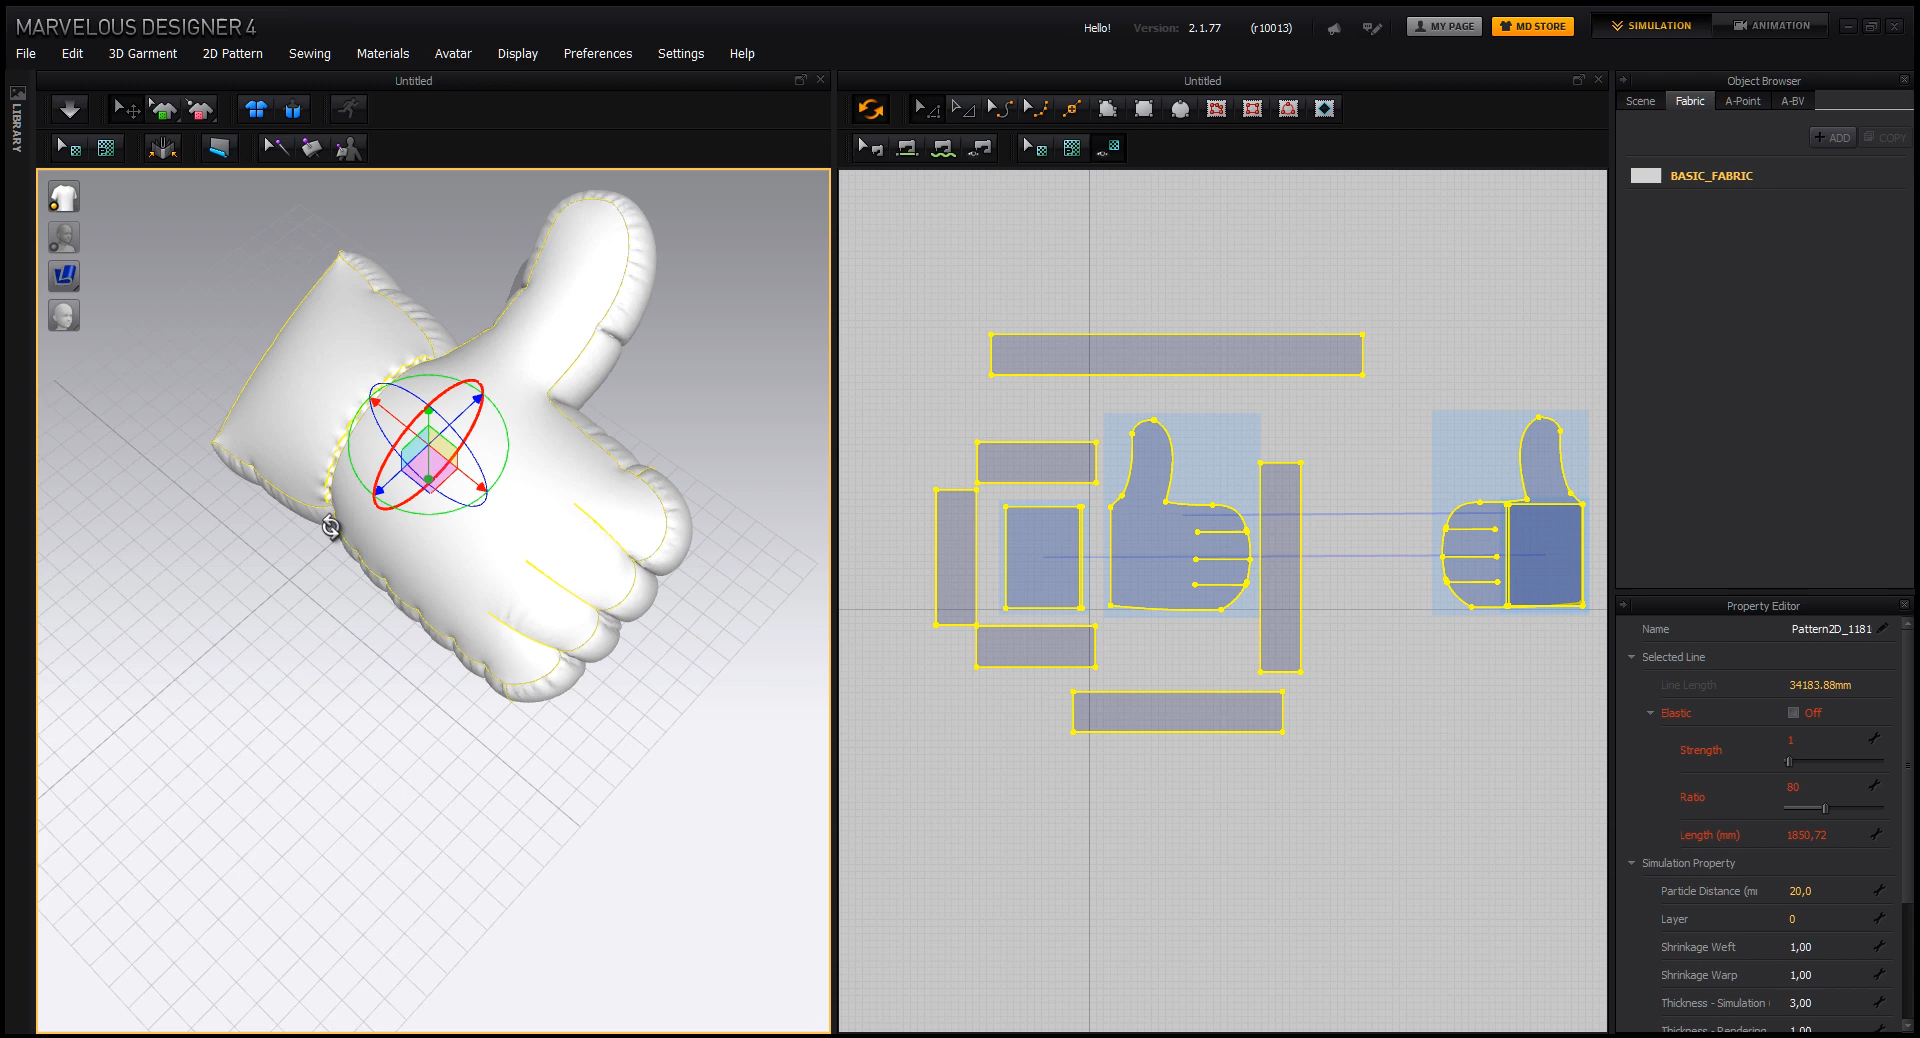 MARVELOUS DESIGNER 4
Hello!
Version: 2.1.77 (r10013)
MY PAGE
MD STORE
SIMULATION
ANIMATION
File Edit 3D Garment 2D Pattern Sewing Materials Avatar Display Preferences Settings Help
LIBRARY
Untitled
Untitled
Object Browser
Scene Fabric A-Point A-BV
+ ADD
COPY
BASIC_FABRIC
Property Editor
Name Pattern2D_1181
Selected Line
Line Length 34183.88mm
Elastic Off
Strength 1
Ratio 80
Length (mm) 1850,72
Simulation Property
Particle Distance (m 20,0
Layer 0
Shrinkage Weft 1,00
Shrinkage Warp 1,00
Thickness - Simulation 3,00
Thickness - Rendering 1,00